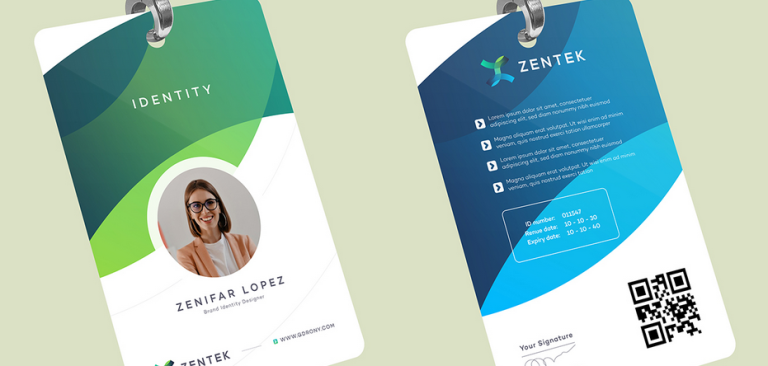 IDENTITY
ZENIFAR LOPEZ
Brand Identity Designer
ZENTEK
WWW.QDRONY.COM
ZENTEK
Lorem ipsum dolor sit amet, consectetuer
adipiscing elit, sed diam nonummy nibh euismod
Magna aliquam erat volutpat. Ut wisi enim ad minim
veniam, quis nostrud exerci tation ullamcorper
Lorem ipsum dolor sit amet, consectetuer
adipiscing elit, sed diam nonummy nibh euismod
Magna aliquam erat volutpat. Ut wisi enim ad minim
veniam, quis nostrud exerci tation
ID number: 011547
Renue date: 10 - 10 - 30
Expiry date: 10 - 10 - 40
Your Signature